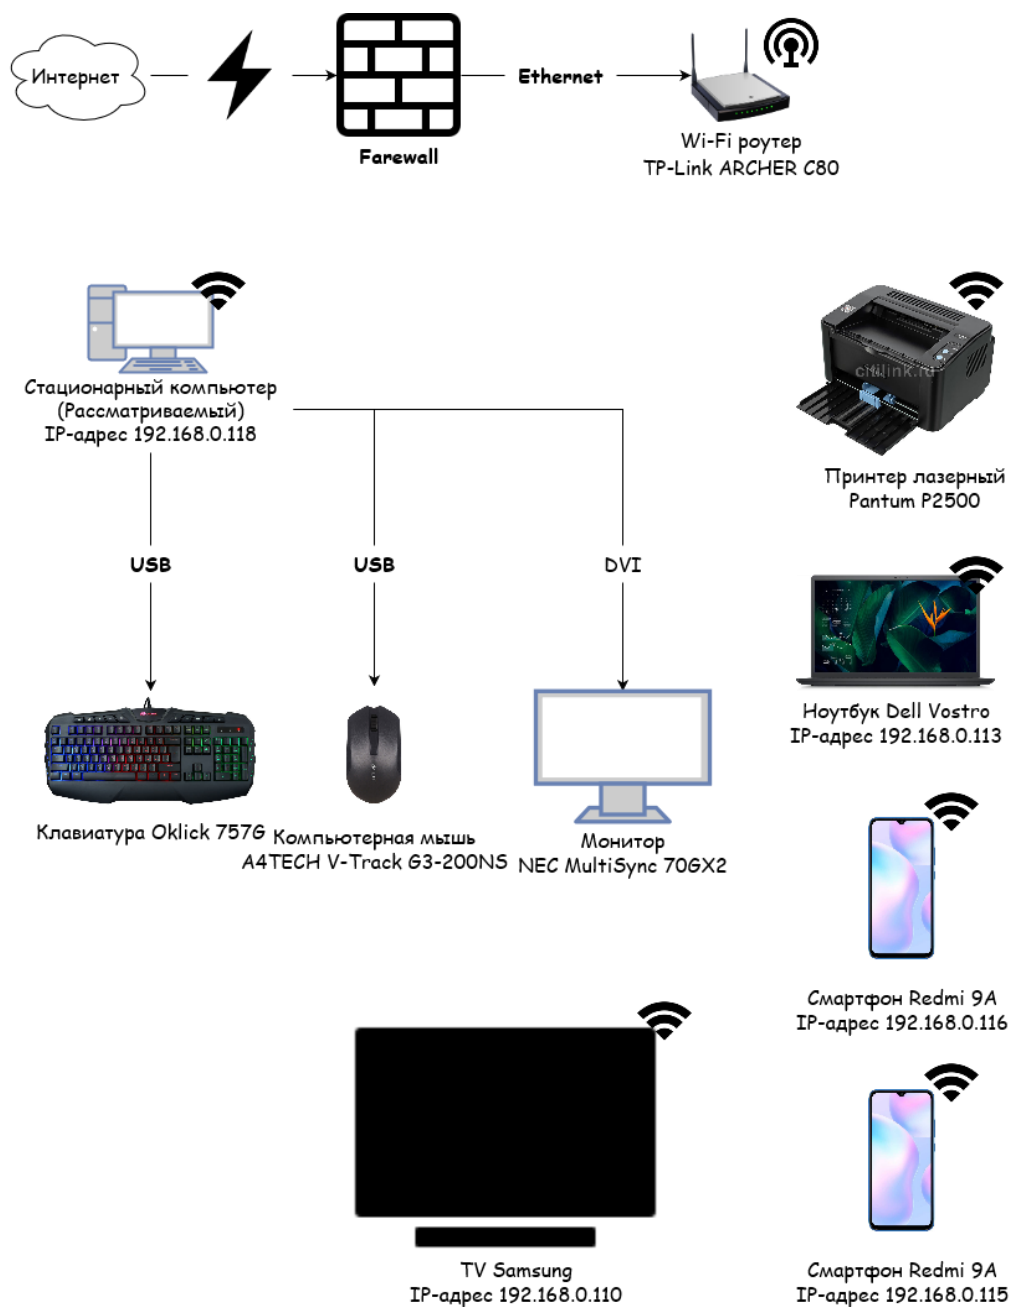 Интернет
Ethernet
Farewall
Wi-Fi роутер
TP-Link ARCHER C80
Стационарный компьютер
(Рассматриваемый)
IP-адрес 192.168.0.118
citilink.ru
Принтер лазерный
Pantum P2500
USB
USB
DVI
Ноутбук Dell Vostro
IP-адрес 192.168.0.113
Клавиатура Oklick 757G
Компьютерная мышь
A4TECH V-Track G3-200NS
Монитор
NEC MultiSync 70GX2
Смартфон Redmi 9A
IP-адрес 192.168.0.116
TV Samsung
IP-адрес 192.168.0.110
Смартфон Redmi 9A
IP-адрес 192.168.0.115